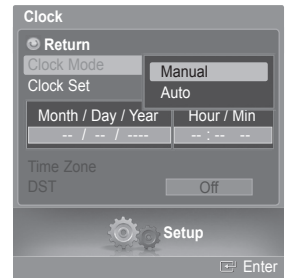 Clock
Return
Clock Mode
Manual
Clock Set
Auto
Month / Day / Year Hour / Min
-- / -- / ---- -- : -- --
Time Zone
DST Off
Setup
Enter